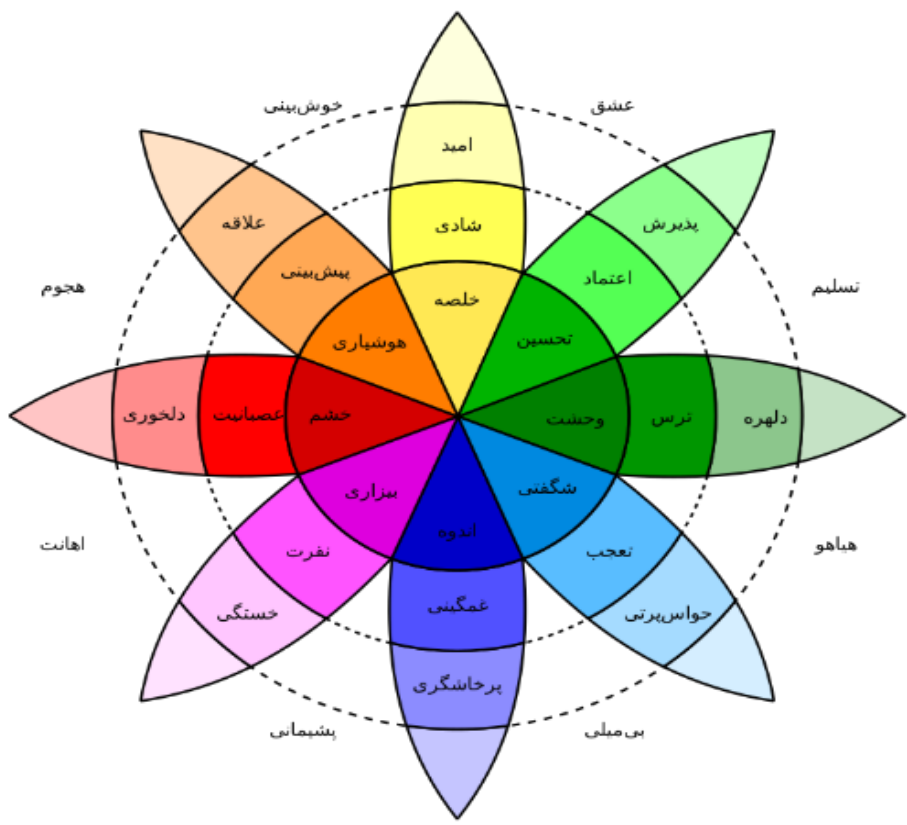 عشق
خوش‌بینی
امید
پذیرش
علاقه
شادی
اعتماد
پیش‌بینی
تسلیم
هجوم
خلصه
تحسین
هوشیاری
دلهره
ترس
وحشت
خشم
عصبانیت
دلخوری
شگفتی
بیزاری
اندوه
هیاهو
اهانت
تعجب
نفرت
غمگینی
حواس‌پرتی
خستگی
پرخاشگری
بی‌میلی
پشیمانی